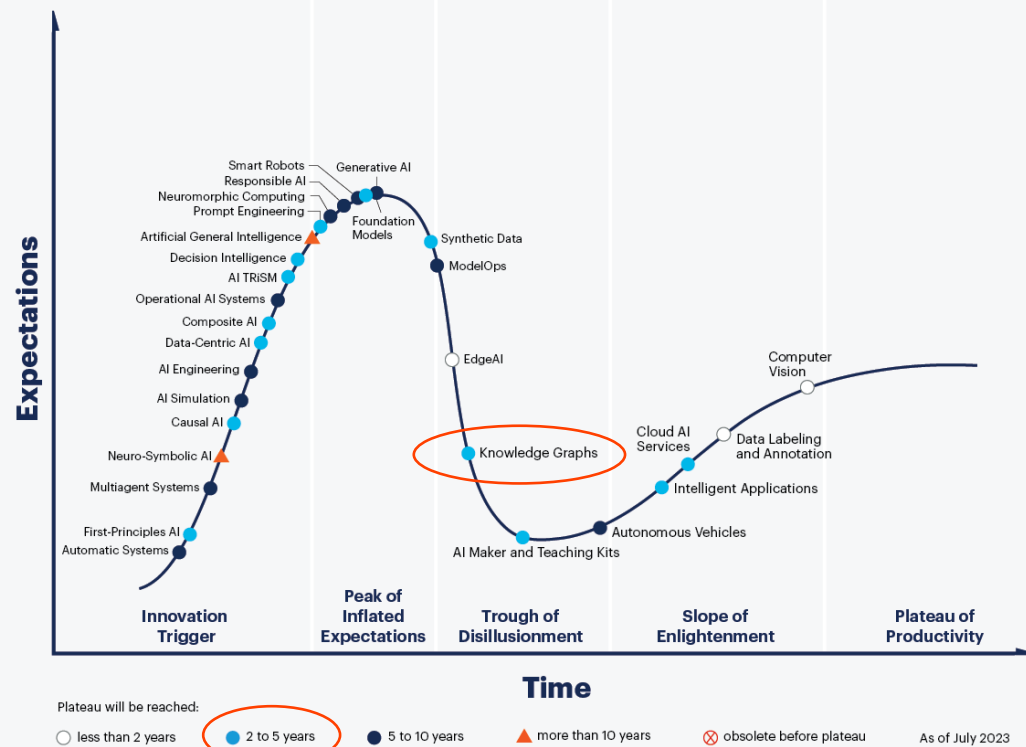 Expectations
Smart Robots
Generative AI
Responsible AI
Neuromorphic Computing
Prompt Engineering
Foundation
Models
Artificial General Intelligence
Synthetic Data
Decision Intelligence
ModelOps
AI TRiSM
Operational AI Systems
Composite AI
Data-Centric AI
EdgeAI
Computer
Vision
AI Engineering
AI Simulation
Causal AI
Cloud AI
Services
Data Labeling
and Annotation
Knowledge Graphs
Neuro-Symbolic AI
Multiagent Systems
Intelligent Applications
First-Principles AI
Autonomous Vehicles
Automatic Systems
AI Maker and Teaching Kits
Innovation
Trigger
Peak of
Inflated
Expectations
Trough of
Disillusionment
Slope of
Enlightenment
Plateau of
Productivity
Time
Plateau will be reached:
less than 2 years
2 to 5 years
5 to 10 years
more than 10 years
obsolete before plateau
As of July 2023